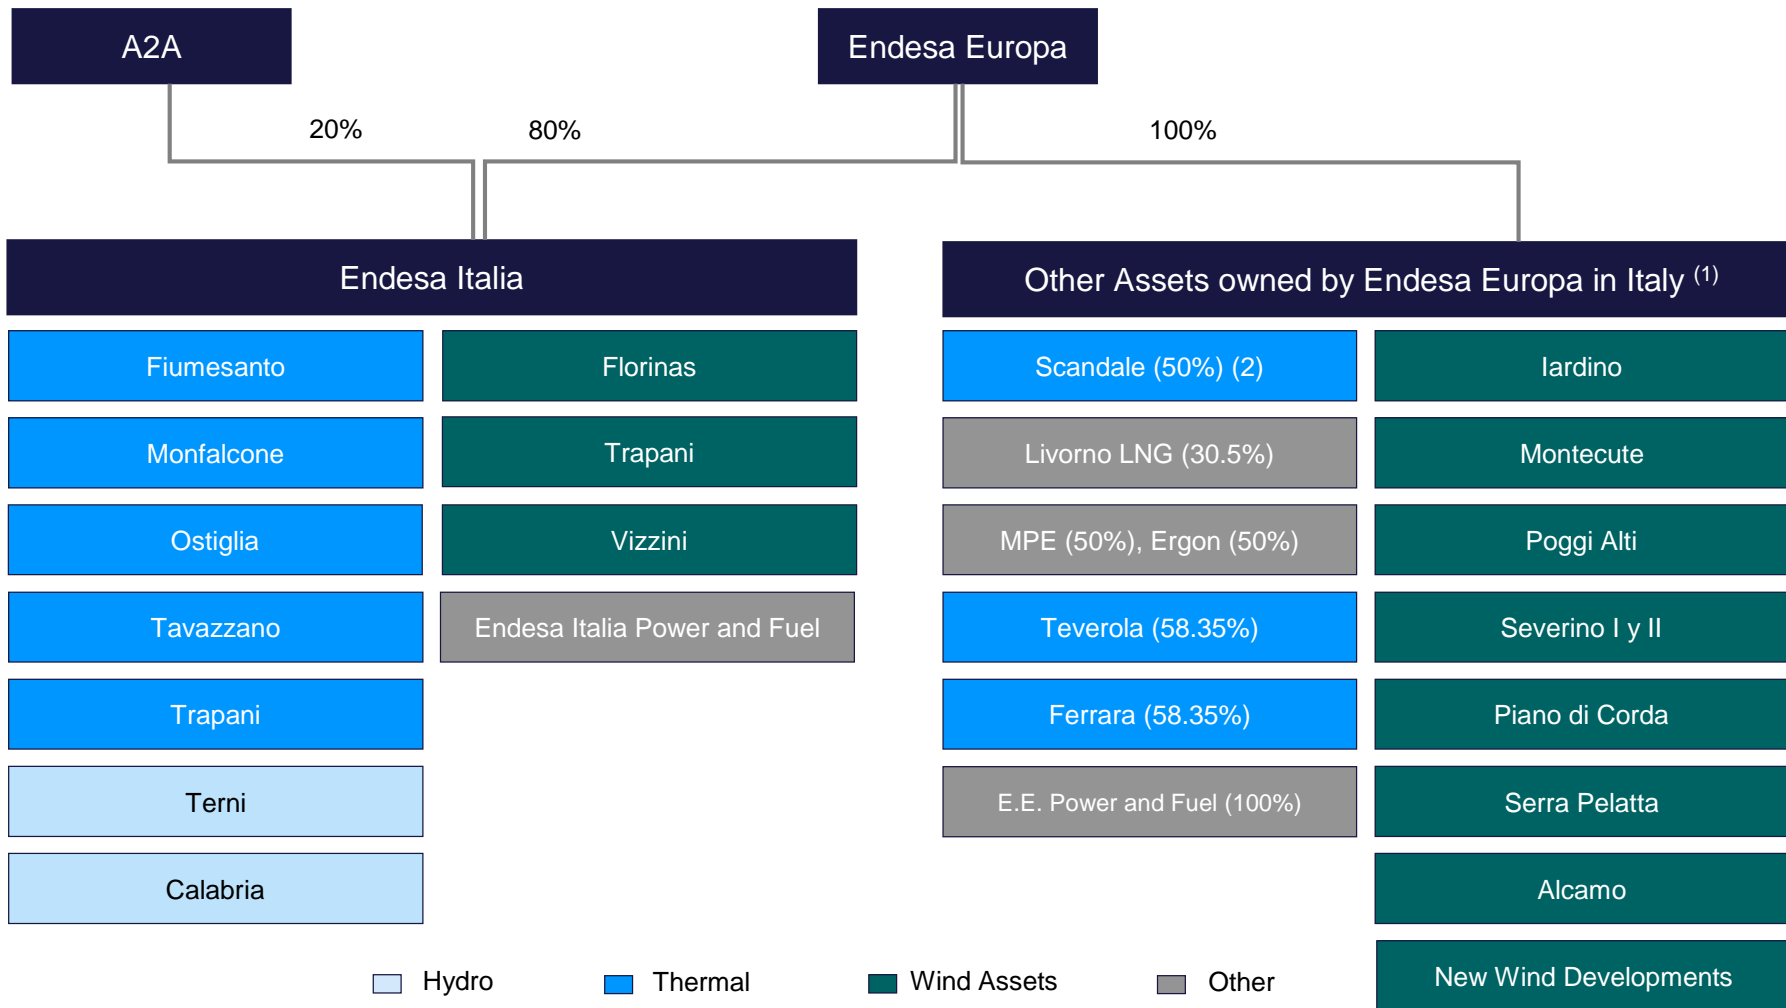 A2A
Endesa Europa
20%
80%
100%
Endesa Italia
Other Assets owned by Endesa Europa in Italy (1)
Fiumesanto
Florinas
Scandale (50%) (2)
Iardino
Monfalcone
Trapani
Livorno LNG (30.5%)
Montecute
Ostiglia
Vizzini
MPE (50%), Ergon (50%)
Poggi Alti
Tavazzano
Endesa Italia Power and Fuel
Teverola (58.35%)
Severino I y II
Trapani
Ferrara (58.35%)
Piano di Corda
Terni
E.E. Power and Fuel (100%)
Serra Pelatta
Calabria
Alcamo
New Wind Developments
Hydro
Thermal
Wind Assets
Other